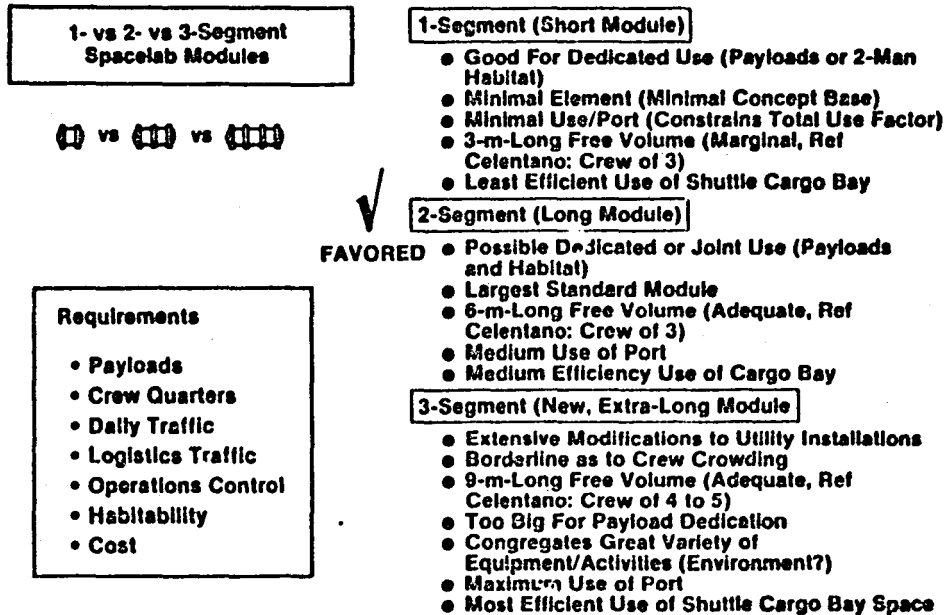 1- vs 2- vs 3-Segment
Spacelab Modules
vs
vs
FAVORED
Requirements
• Payloads
• Crew Quarters
• Daily Traffic
• Logistics Traffic
• Operations Control
• Habitability
• Cost
1-Segment (Short Module)
● Good For Dedicated Use (Payloads or 2-Man
Habitat)
● Minimal Element (Minimal Concept Base)
● Minimal Use/Port (Constrains Total Use Factor)
● 3-m-Long Free Volume (Marginal, Ref
Celentano: Crew of 3)
● Least Efficient Use of Shuttle Cargo Bay
2-Segment (Long Module)
● Possible Dedicated or Joint Use (Payloads
and Habitat)
● Largest Standard Module
● 6-m-Long Free Volume (Adequate, Ref
Celentano: Crew of 3)
● Medium Use of Port
● Medium Efficiency Use of Cargo Bay
3-Segment (New, Extra-Long Module
● Extensive Modifications to Utility Installations
● Borderline as to Crew Crowding
● 9-m-Long Free Volume (Adequate, Ref
Celentano: Crew of 4 to 5)
● Too Big For Payload Dedication
● Congregates Great Variety of
Equipment/Activities (Environment?)
● Maximum Use of Port
● Most Efficient Use of Shuttle Cargo Bay Space